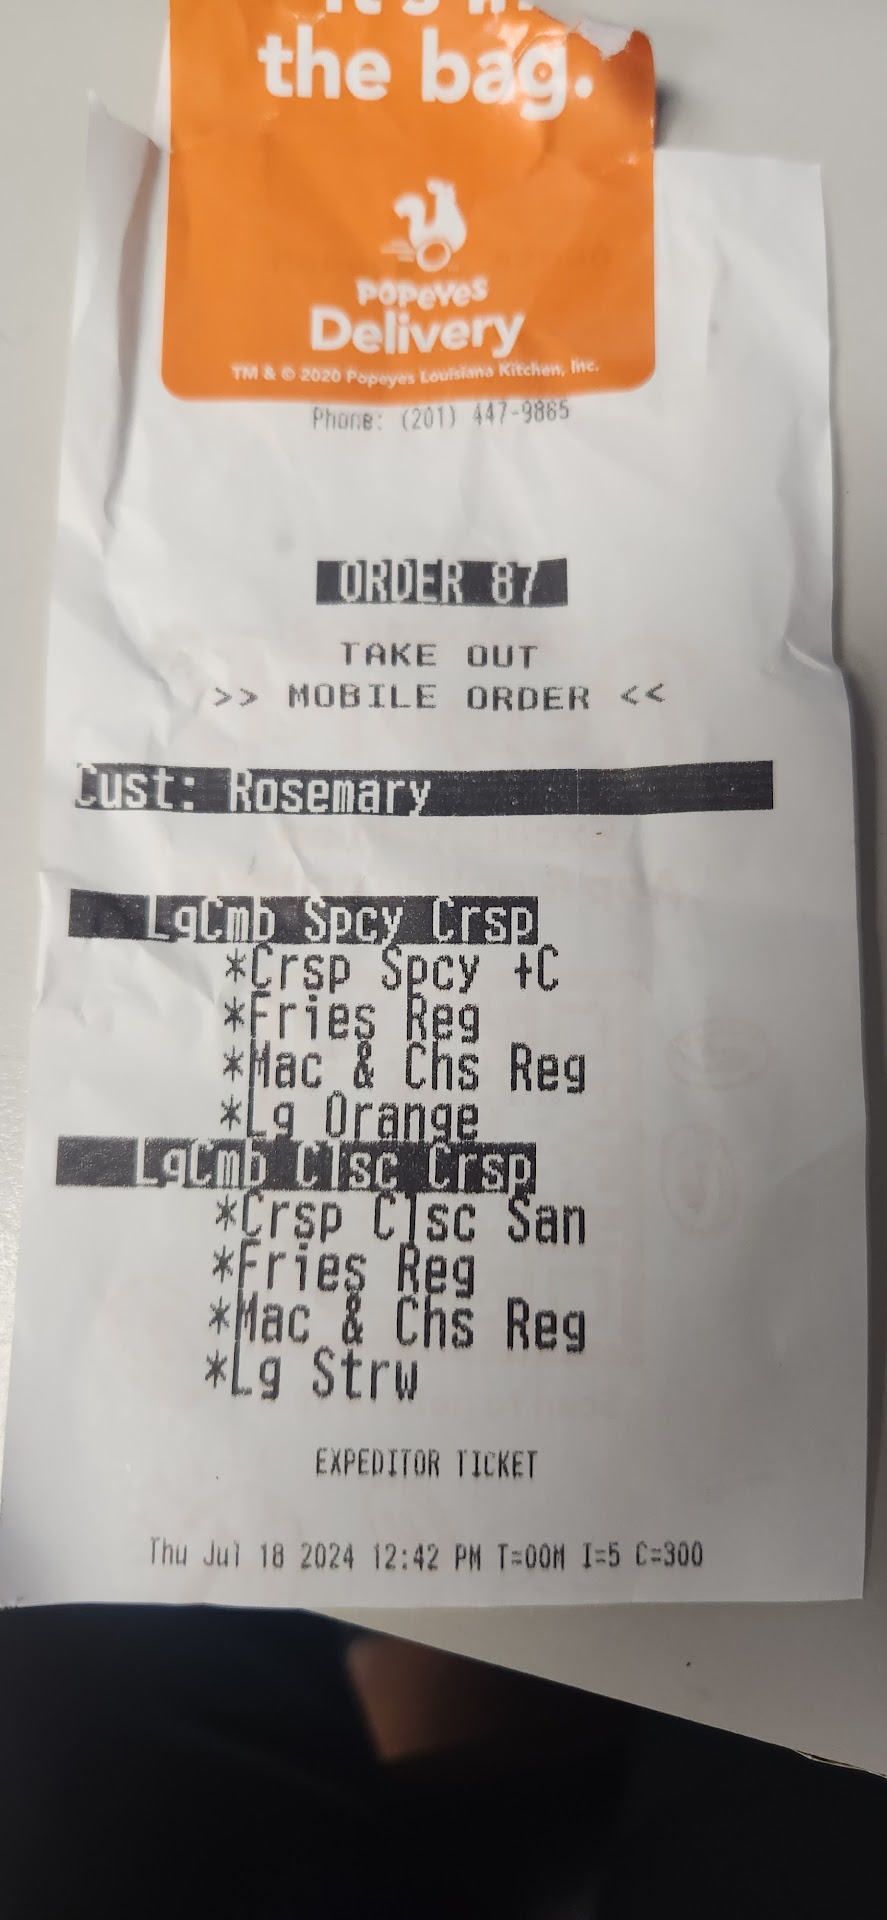 the bag.
POPEYES
Delivery
TM & © 2020 Popeyes Louisiana Kitchen, Inc.
Phone: (201) 447-9865
ORDER 87
TAKE OUT
>> MOBILE ORDER <<
Cust: Rosemary
LgCmb Spcy Crsp
*Crsp Spcy +C
*Fries Reg
*Mac & Chs Reg
*Lg Orange
LgCmb Clsc Crsp
*Crsp Clsc San
*Fries Reg
*Mac & Chs Reg
*Lg Strw
EXPEDITOR TICKET
Thu Jul 18 2024 12:42 PM T=00M I=5 C=300